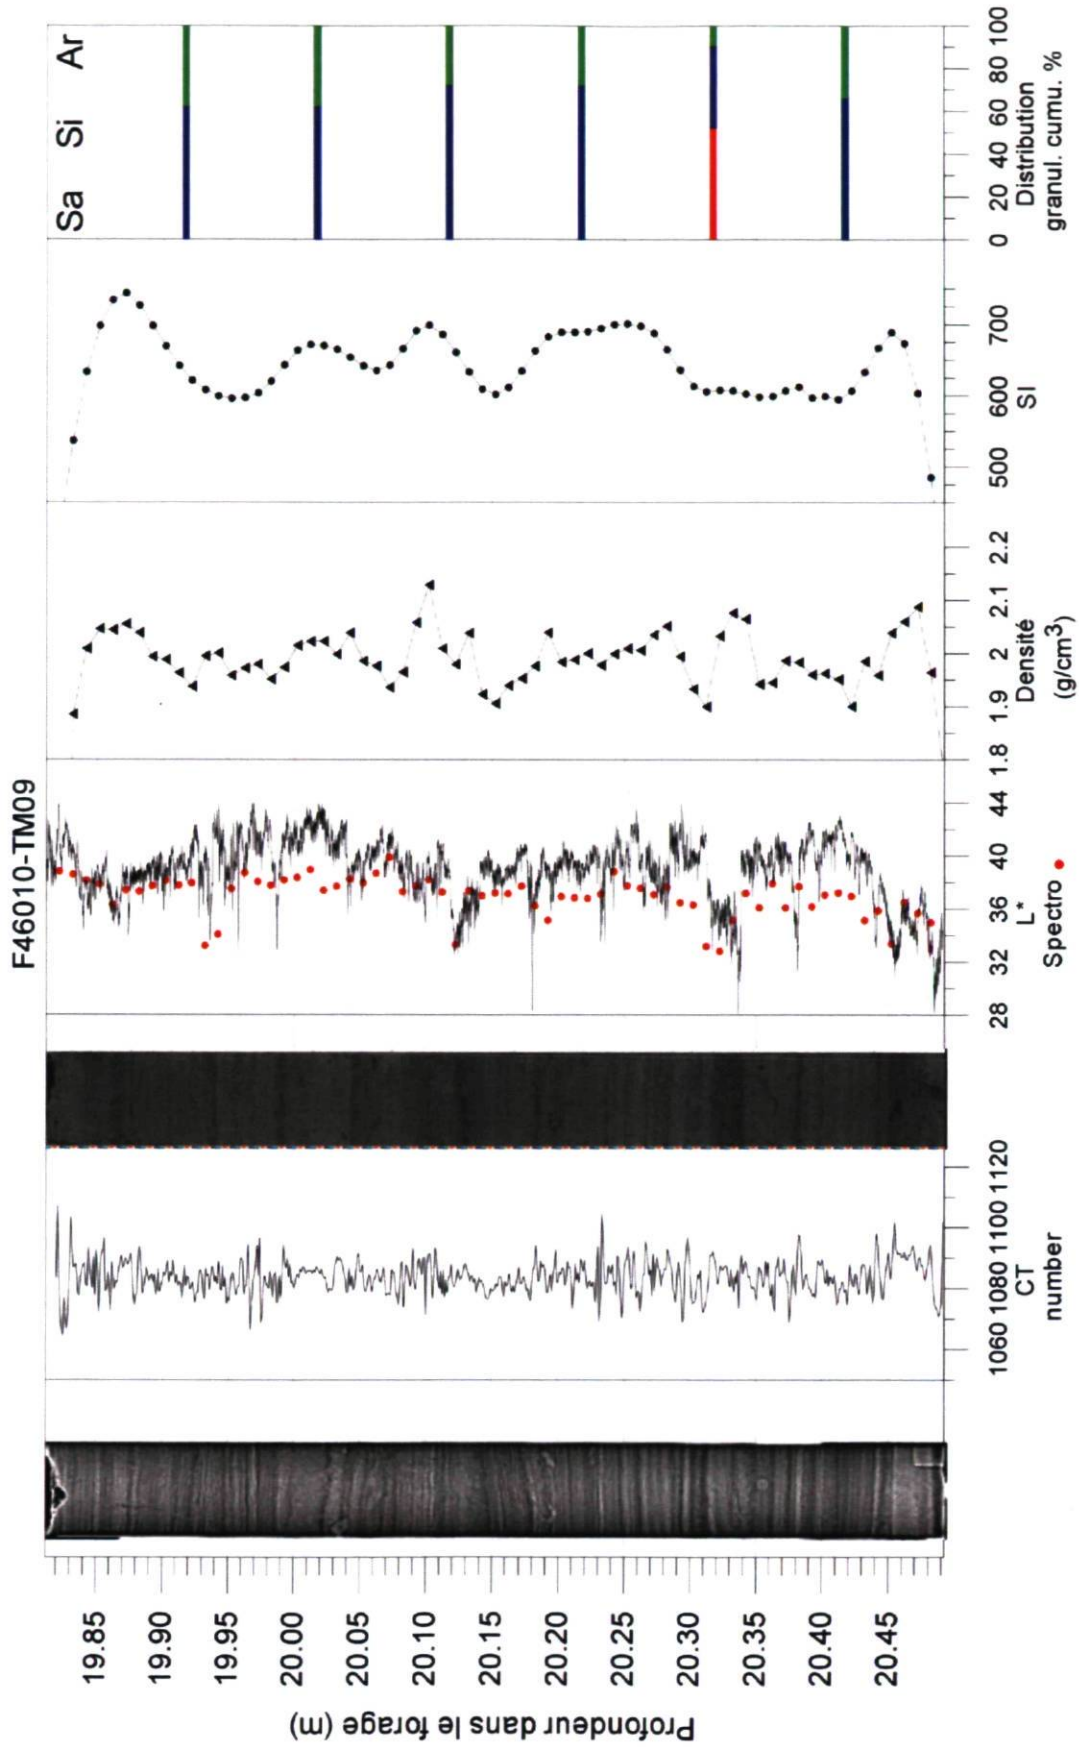 F46010-TM09
Profondeur dans le forage (m)
19.85
19.90
19.95
20.00
20.05
20.10
20.15
20.20
20.25
20.30
20.35
20.40
20.45
1060 1080 1100 1120
CT
number
28 32 36 40 44
L*
Spectro
1.8 1.9 2 2.1 2.2
Densité
(g/cm³)
500 600 700
SI
Sa Si Ar
0 20 40 60 80 100
Distribution
granul. cumu. %